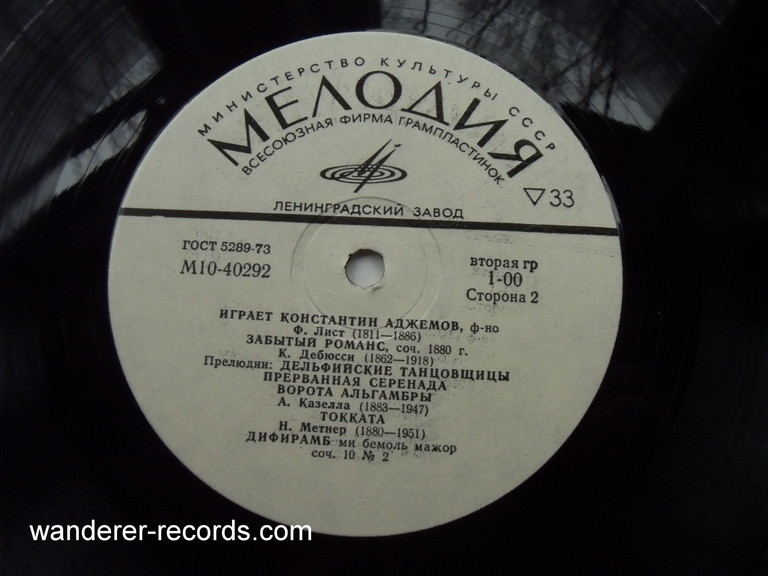 МИНИСТЕРСТВО КУЛЬТУРЫ СССР
МЕЛОДИЯ
ВСЕСОЮЗНАЯ ФИРМА ГРАМПЛАСТИНОК
ЛЕНИНГРАДСКИЙ ЗАВОД
▽33
ГОСТ 5289-73
М10-40292
вторая гр
1-00
Сторона 2
ИГРАЕТ КОНСТАНТИН АДЖЕМОВ, ф-но
Ф. Лист (1811—1886)
ЗАБЫТЫЙ РОМАНС, соч. 1880 г.
К. Дебюсси (1862—1918)
Прелюдии: ДЕЛЬФИЙСКИЕ ТАНЦОВЩИЦЫ
ПРЕРВАННАЯ СЕРЕНАДА
ВОРОТА АЛЬГАМБРЫ
А. Казелла (1883—1947)
ТОККАТА
Н. Метнер (1880—1951)
ДИФИРАМБ ми бемоль мажор
соч. 10 № 2
wanderer-records.com